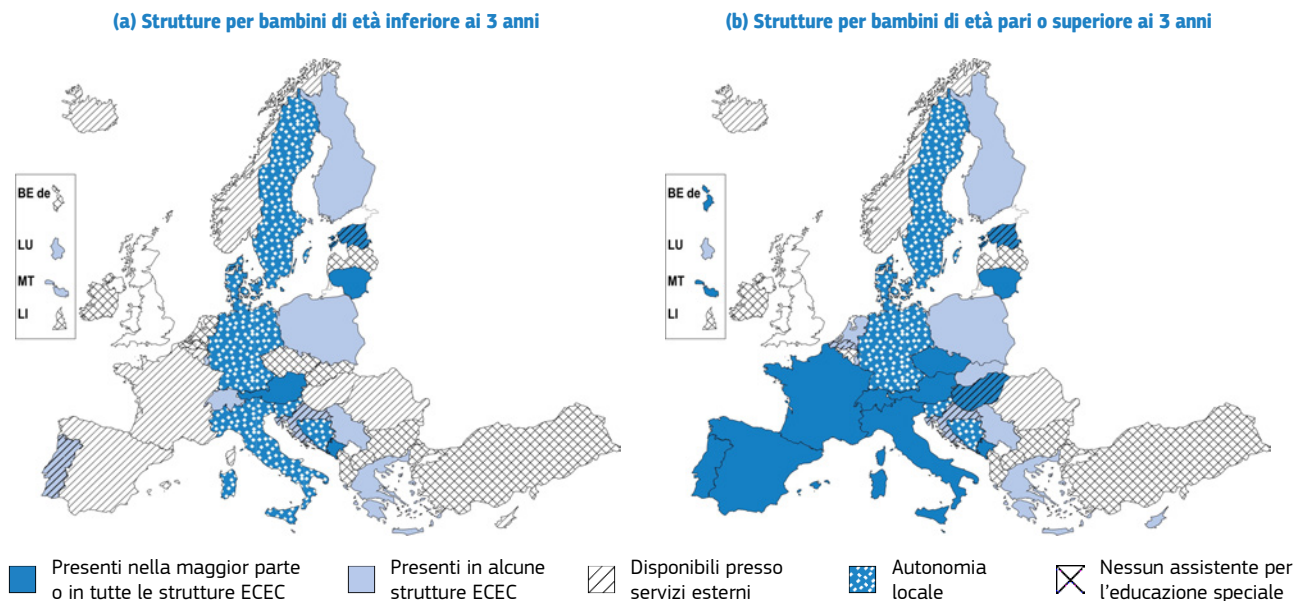 (a) Strutture per bambini di età inferiore ai 3 anni
(b) Strutture per bambini di età pari o superiore ai 3 anni
BE de
LU
MT
LI
BE de
LU
MT
LI
Presenti nella maggior parte
o in tutte le strutture ECEC
Presenti in alcune
strutture ECEC
Disponibili presso
servizi esterni
Autonomia
locale
Nessun assistente per
l'educazione speciale